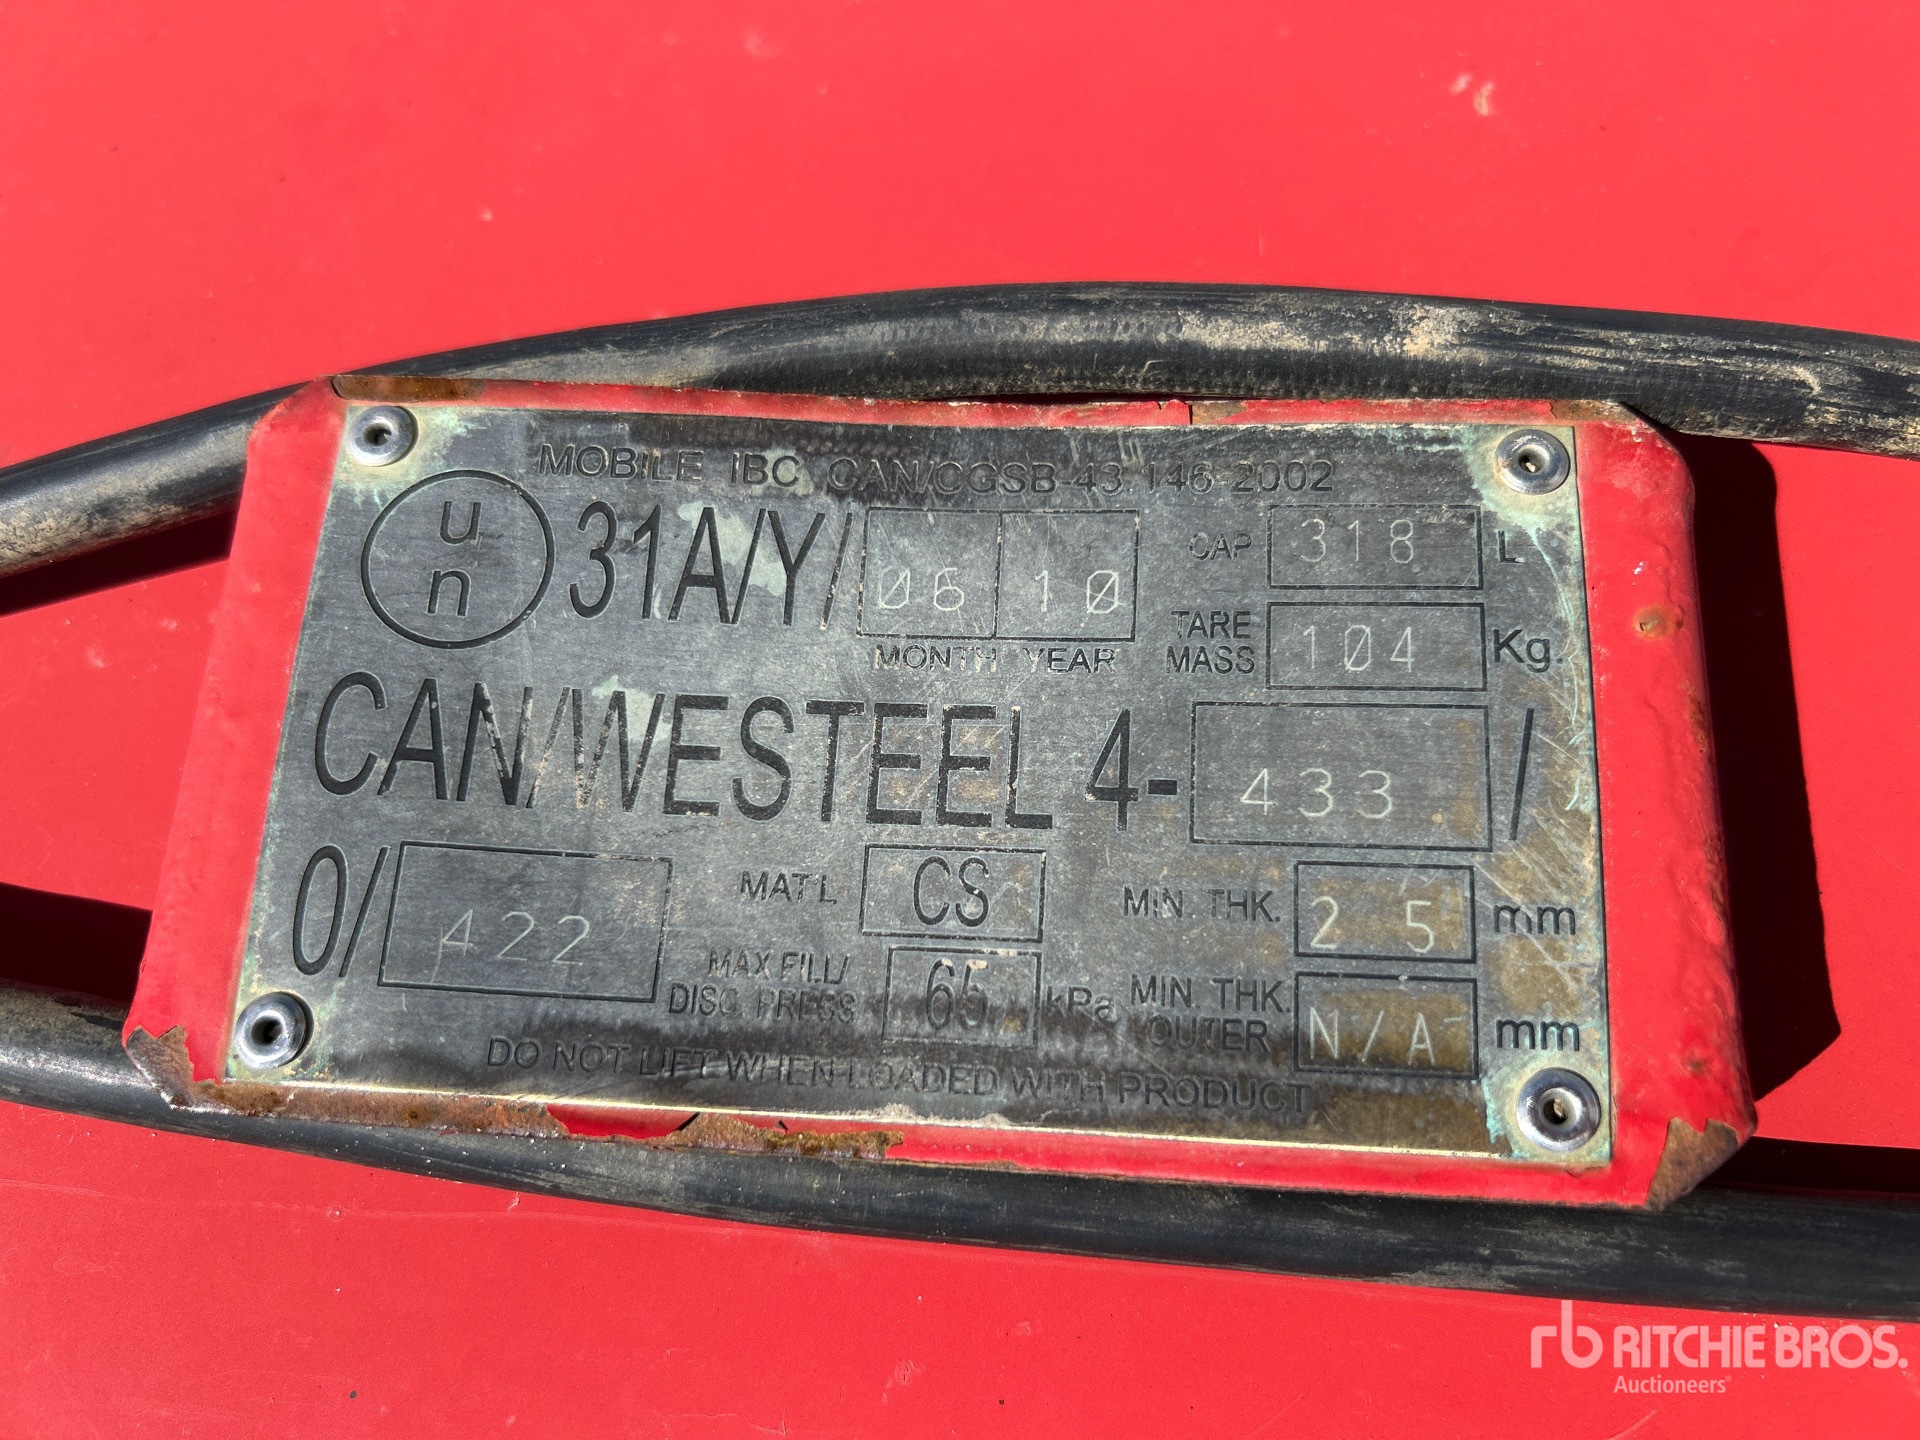 MOBILE IBC CAN/CGSB-43.146-2002
un 31A/Y/ 06 10 CAP 318 L
MONTH YEAR TARE MASS 104 Kg.
CAN/WESTEEL 4- 433 /
0/ 422 MAT'L CS MIN. THK. 2 5 mm
MAX FILL/ DISC. PRESS 65 kPa MIN. THK. OUTER N/A mm
DO NOT LIFT WHEN LOADED WITH PRODUCT
rb RITCHIE BROS.
Auctioneers